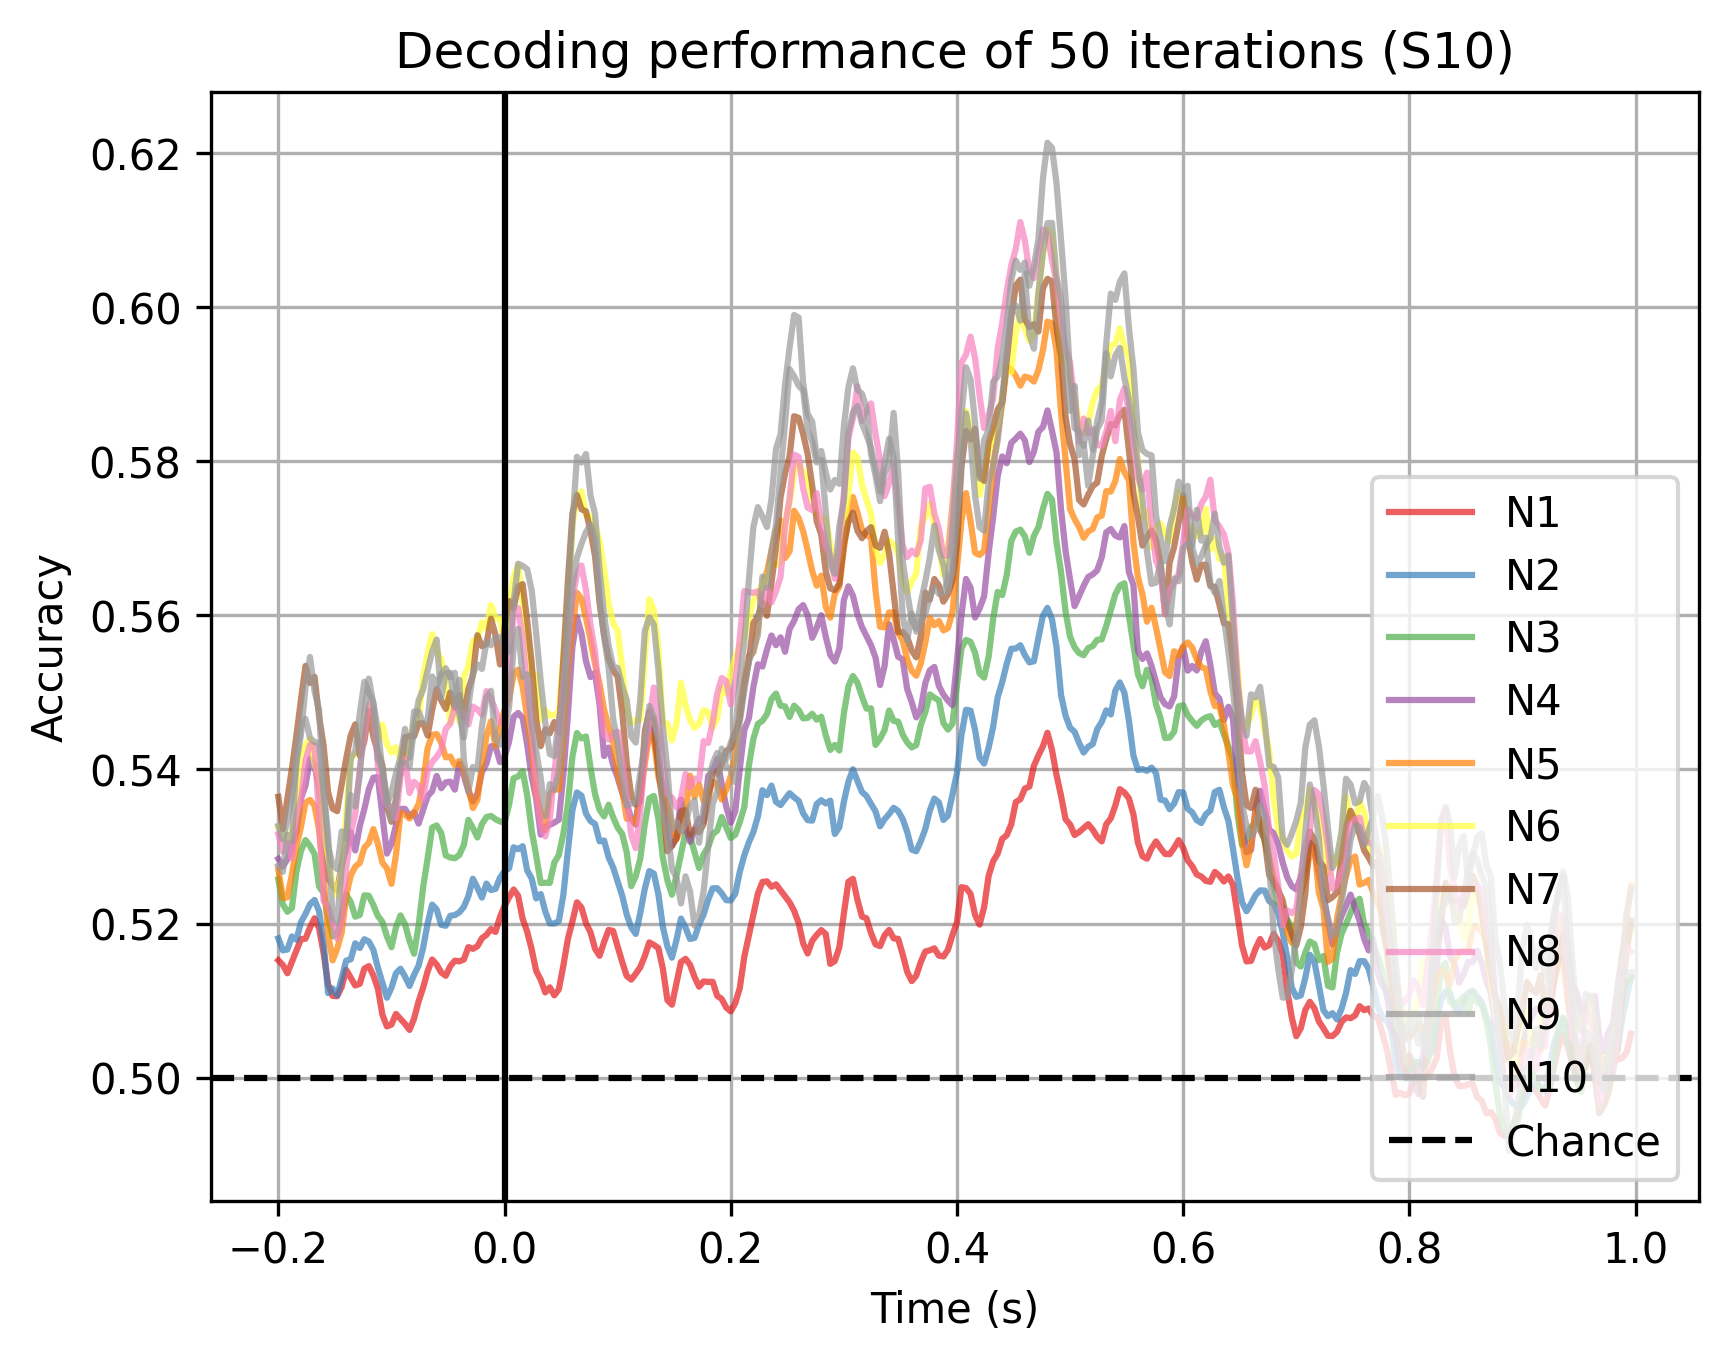 Decoding performance of 50 iterations (S10)
0.62
0.60
0.58
0.56
0.54
0.52
0.50
Accuracy
N1
N2
N3
N4
N5
N6
N7
N8
N9
N10
Chance
−0.2 0.0 0.2 0.4 0.6 0.8 1.0
Time (s)